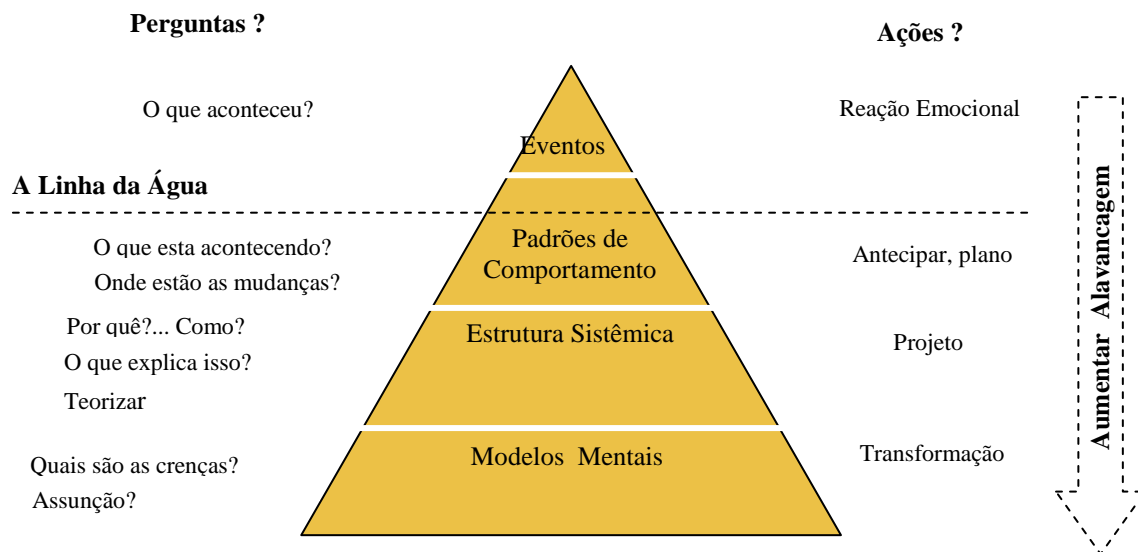 Perguntas ?
Ações ?
O que aconteceu?
Eventos
Reação Emocional
A Linha da Água
O que esta acontecendo?
Onde estão as mudanças?
Padrões de
Comportamento
Antecipar, plano
Por quê?... Como?
O que explica isso?
Teorizar
Estrutura Sistêmica
Projeto
Quais são as crenças?
Assunção?
Modelos Mentais
Transformação
Aumentar Alavancagem